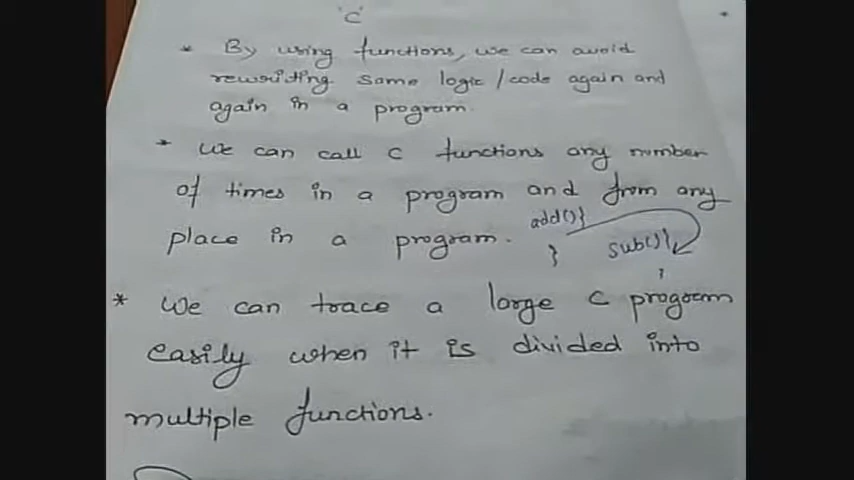 'C'
* By using functions, we can avoid
rewriting same logic / code again and
again in a program.
* We can call C functions any number
of times in a program and from any
add(){
place in a program.
sub(){
}
* We can trace a large C program
easily when it is divided into
multiple functions.